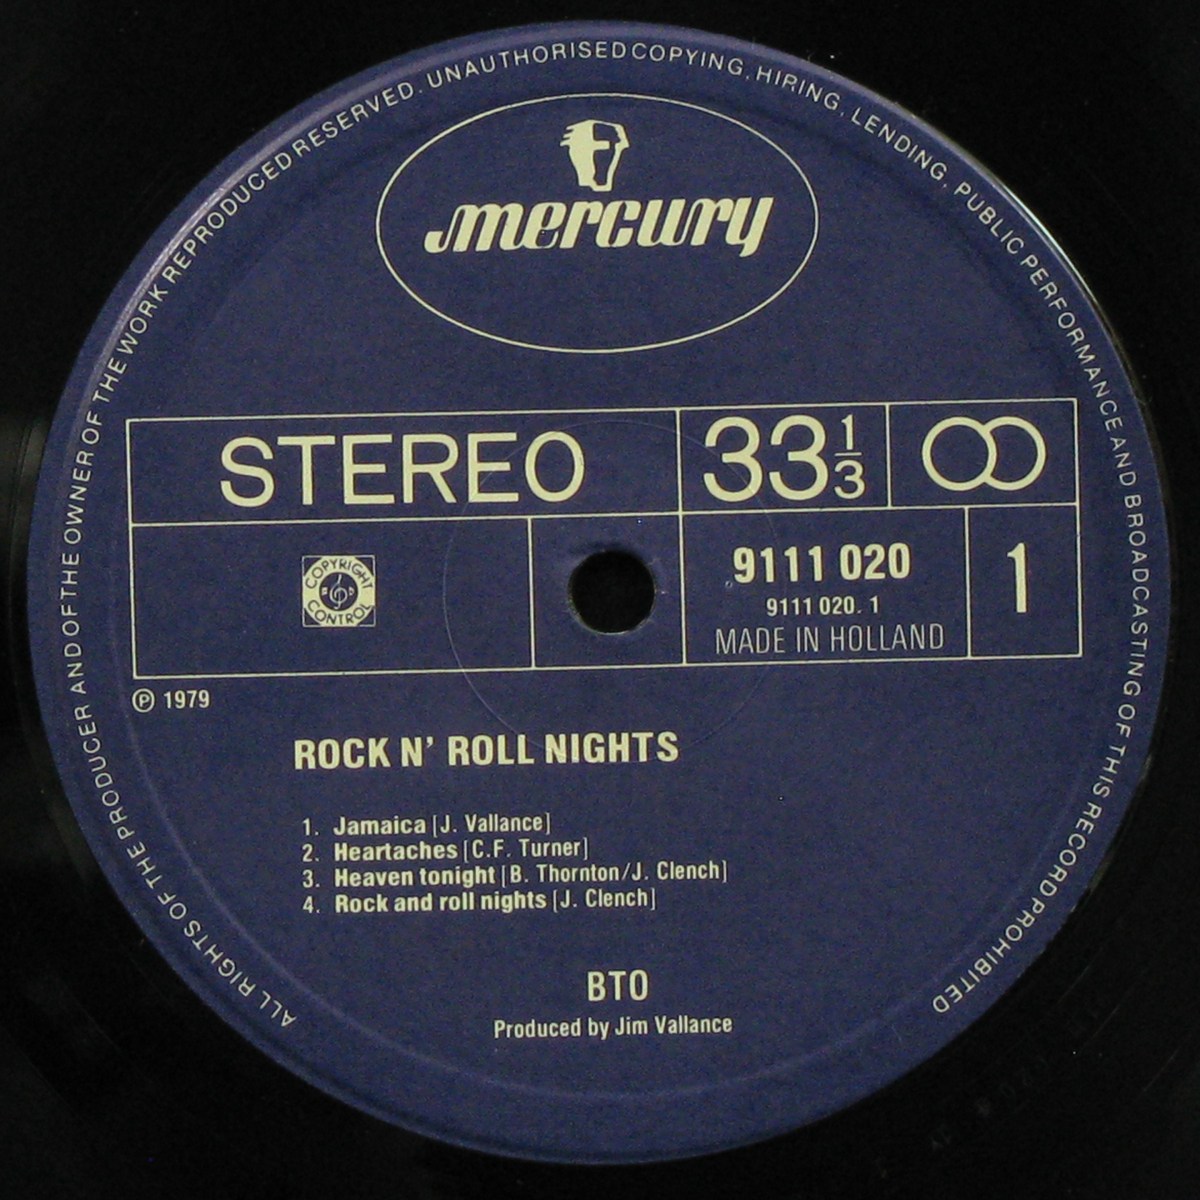 ALL RIGHTS OF THE PRODUCER AND OF THE OWNER OF THE WORK REPRODUCED RESERVED. UNAUTHORISED COPYING, HIRING, LENDING, PUBLIC PERFORMANCE AND BROADCASTING OF THIS RECORD PROHIBITED
mercury
STEREO
33 1/3
COPYRIGHT CONTROL
9111 020
9111 020. 1
MADE IN HOLLAND
1
℗ 1979
ROCK N' ROLL NIGHTS
1. Jamaica [J. Vallance]
2. Heartaches [C.F. Turner]
3. Heaven tonight [B. Thornton/J. Clench]
4. Rock and roll nights [J. Clench]
BTO
Produced by Jim Vallance